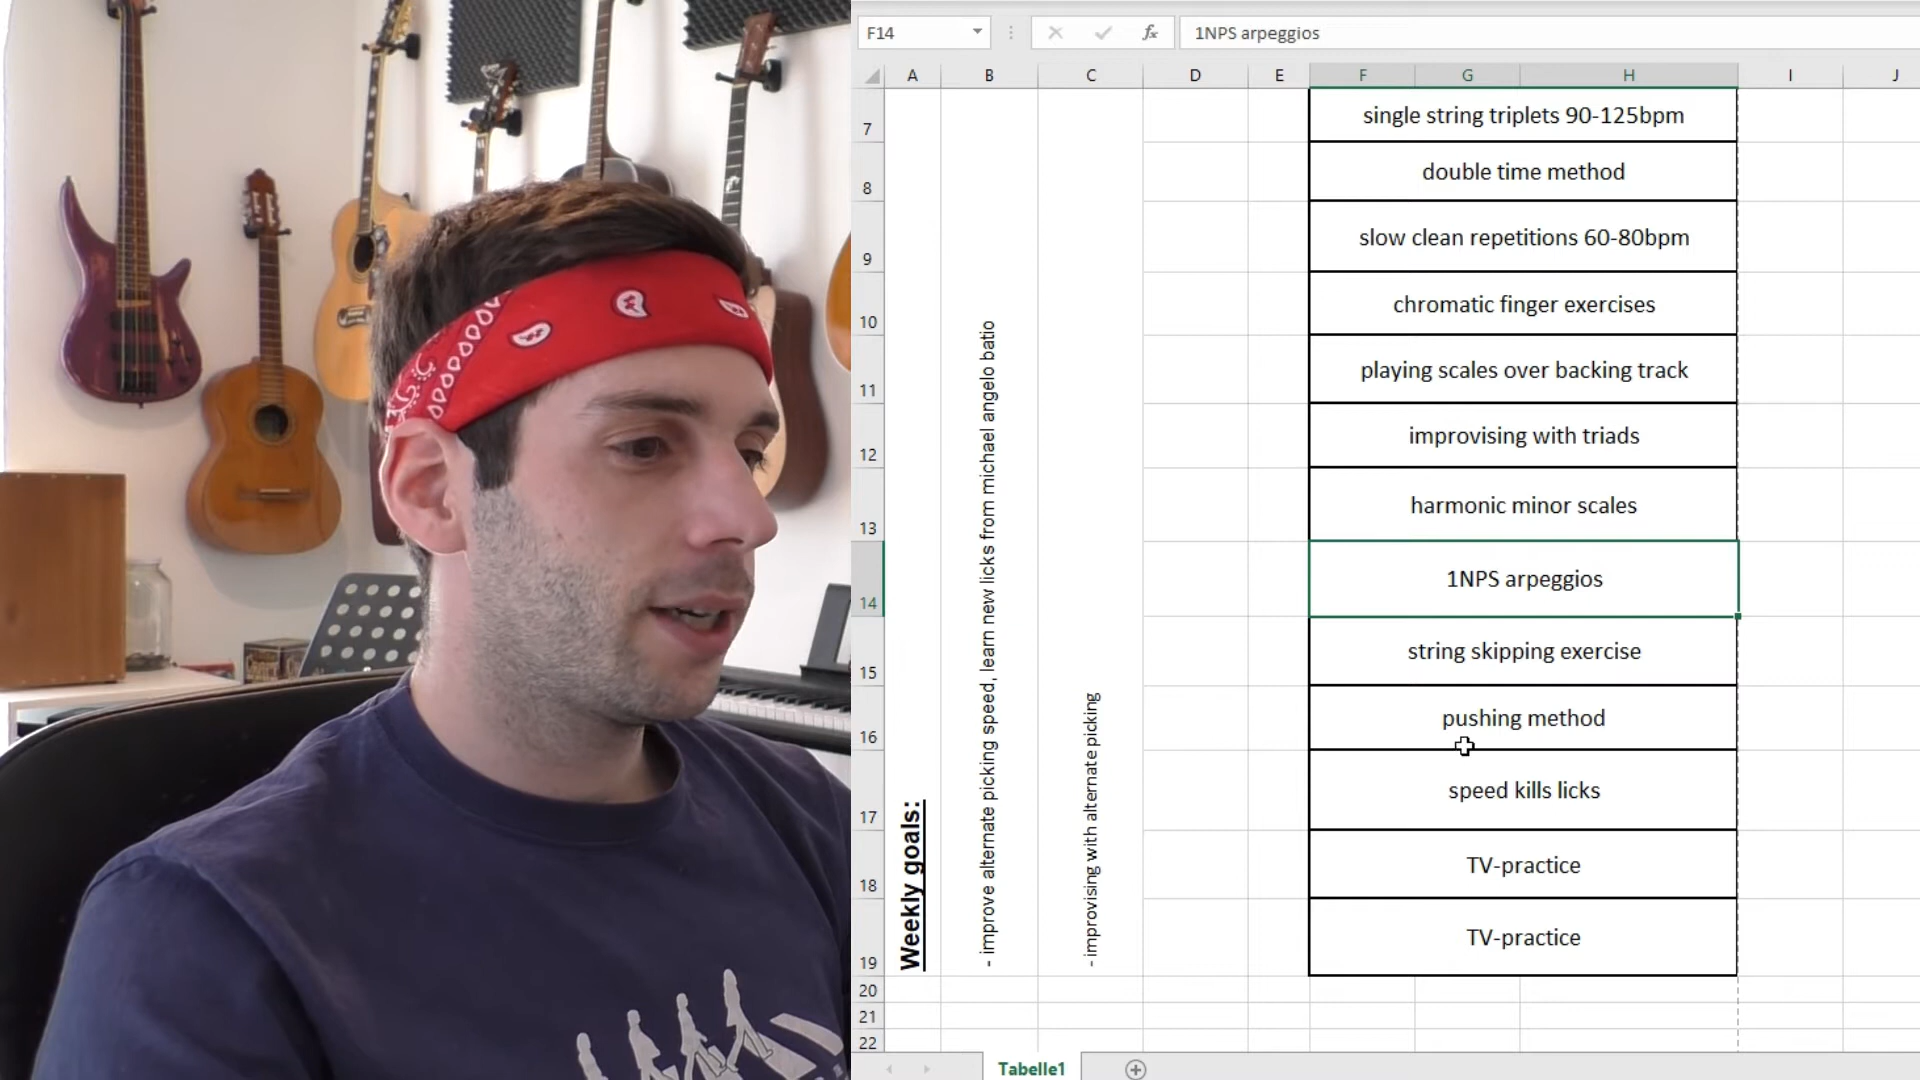 F14
1NPS arpeggios
A B C D E F G H I J
7 single string triplets 90-125bpm
8 double time method
9 slow clean repetitions 60-80bpm
10 chromatic finger exercises
11 playing scales over backing track
12 improvising with triads
13 harmonic minor scales
14 1NPS arpeggios
15 string skipping exercise
16 pushing method
17 speed kills licks
18 TV-practice
19 TV-practice
20
21
22
Weekly goals:
- improve alternate picking speed, learn new licks from michael angelo batio
- improvising with alternate picking
Tabelle1